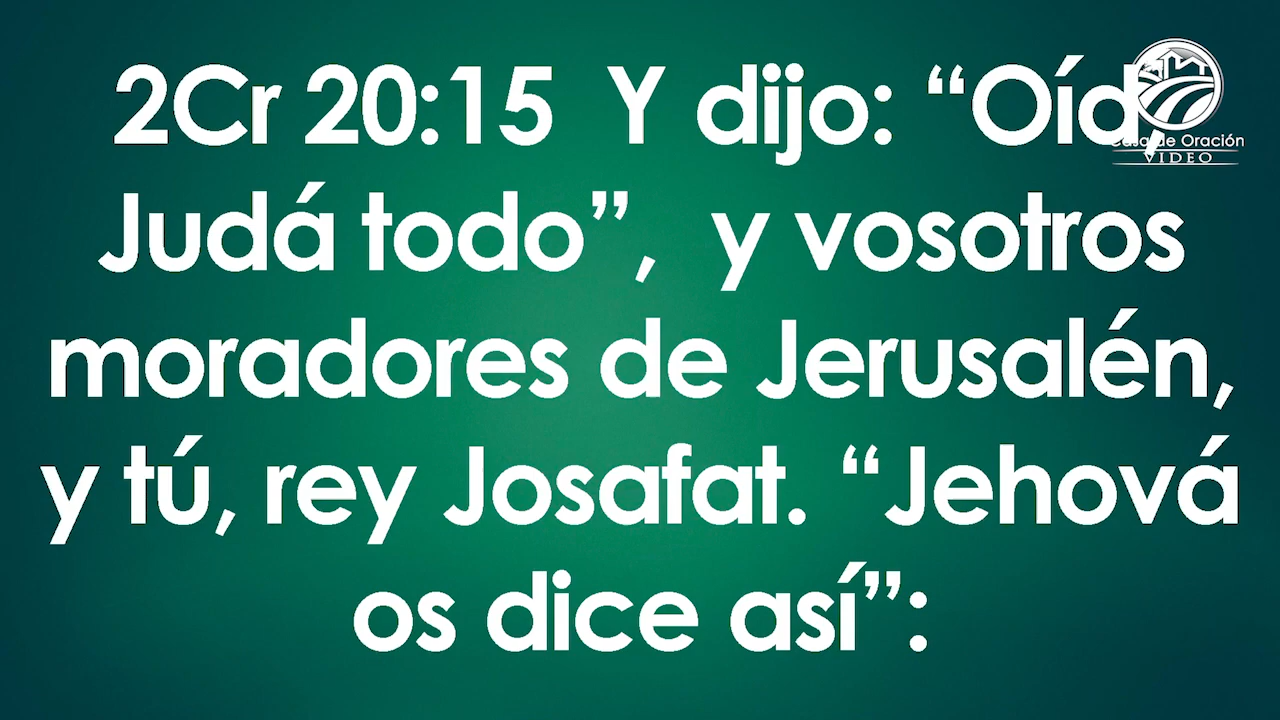 2Cr 20:15  Y dijo: “Oíd,
Judá todo”,  y vosotros
moradores de Jerusalén,
y tú, rey Josafat. “Jehová
os dice así”:
Casa de Oración
VIDEO